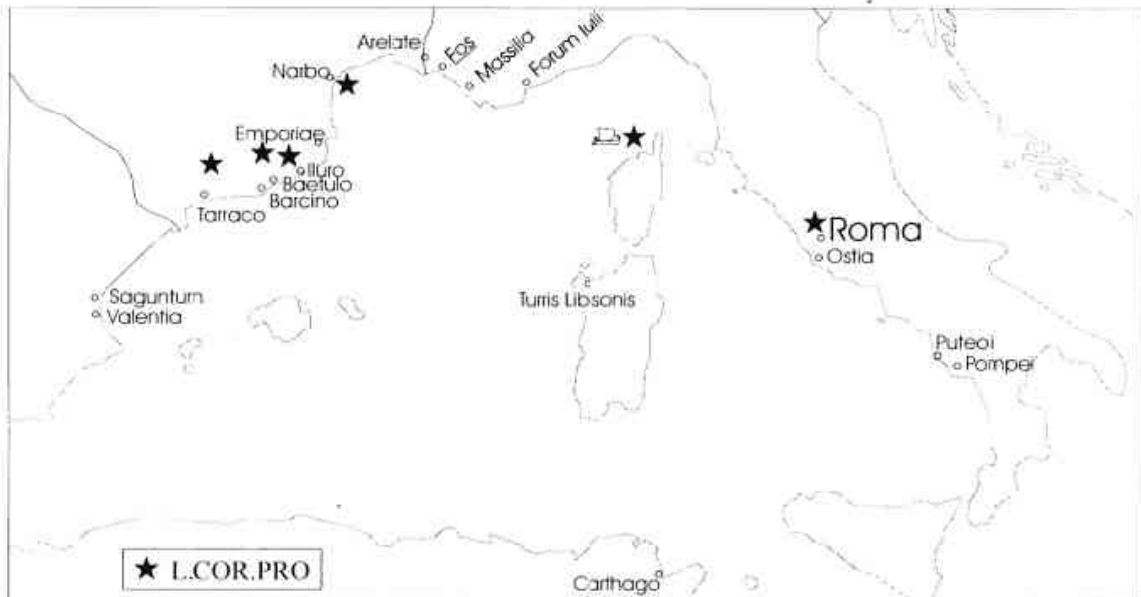 Arelate
Fos
Massilia
Forum Iulii
Narbo
Emporiae
Iluro
Baetulo
Barcino
Tarraco
Roma
Ostia
Turris Libsonis
Saguntum
Valentia
Puteoi
Pompei
★ L.COR.PRO
Carthago